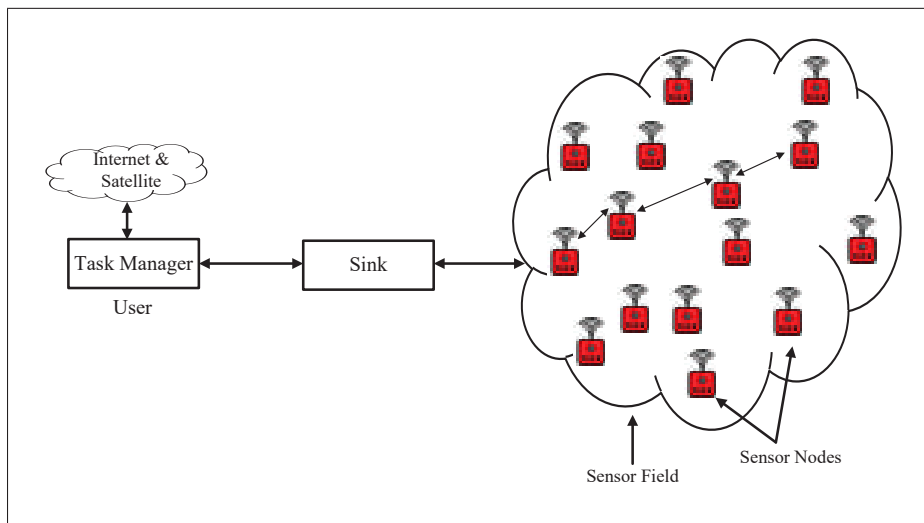 Internet &
Satellite
Task Manager
User
Sink
Sensor Field
Sensor Nodes